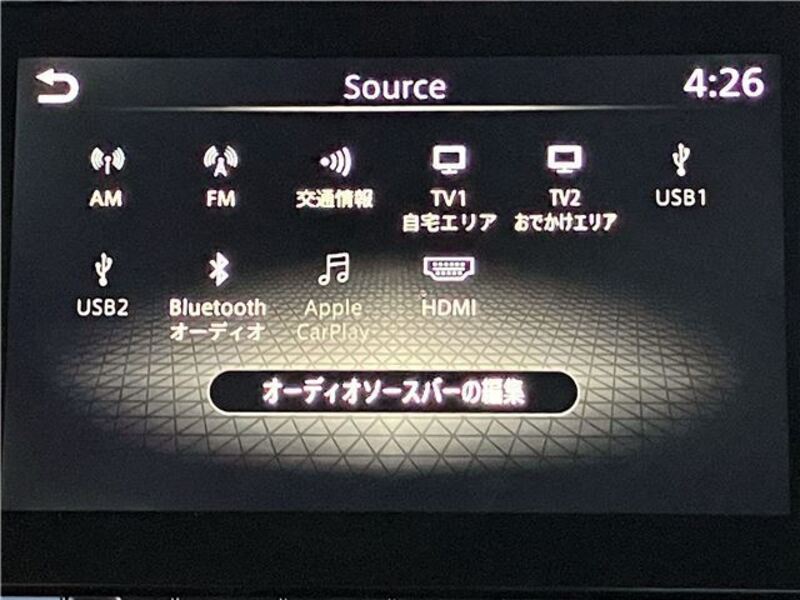 Source
4:26
AM
FM
交通情報
TV1
自宅エリア
TV2
おでかけエリア
USB1
USB2
Bluetooth
オーディオ
Apple
CarPlay
HDMI
オーディオソースバーの編集